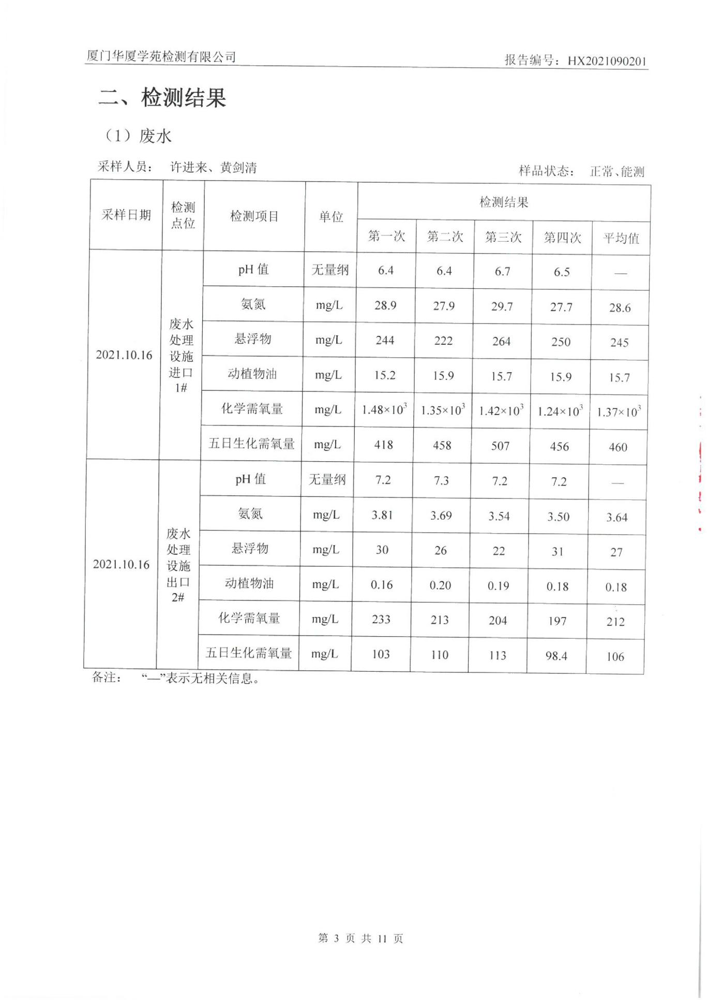 厦门华厦学苑检测有限公司 报告编号：HX2021090201
二、检测结果
（1）废水
采样人员： 许进来、黄剑清 样品状态： 正常、能测
采样日期 检测点位 检测项目 单位 检测结果
第一次 第二次 第三次 第四次 平均值
2021.10.16 废水处理设施进口1# pH 值 无量纲 6.4 6.4 6.7 6.5 —
氨氮 mg/L 28.9 27.9 29.7 27.7 28.6
悬浮物 mg/L 244 222 264 250 245
动植物油 mg/L 15.2 15.9 15.7 15.9 15.7
化学需氧量 mg/L 1.48×10³ 1.35×10³ 1.42×10³ 1.24×10³ 1.37×10³
五日生化需氧量 mg/L 418 458 507 456 460
2021.10.16 废水处理设施出口2# pH 值 无量纲 7.2 7.3 7.2 7.2 —
氨氮 mg/L 3.81 3.69 3.54 3.50 3.64
悬浮物 mg/L 30 26 22 31 27
动植物油 mg/L 0.16 0.20 0.19 0.18 0.18
化学需氧量 mg/L 233 213 204 197 212
五日生化需氧量 mg/L 103 110 113 98.4 106
备注： “—”表示无相关信息。
第 3 页 共 11 页